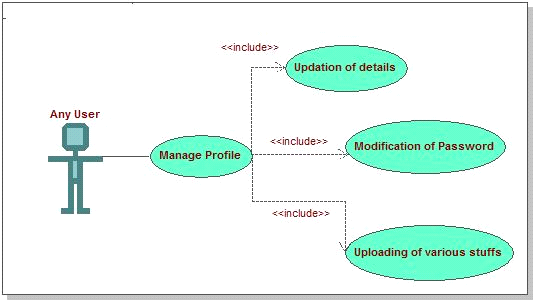 <<include>>
Updation of details
Any User
<<include>>
Modification of Password
Manage Profile
<<include>>
Uploading of various stuffs